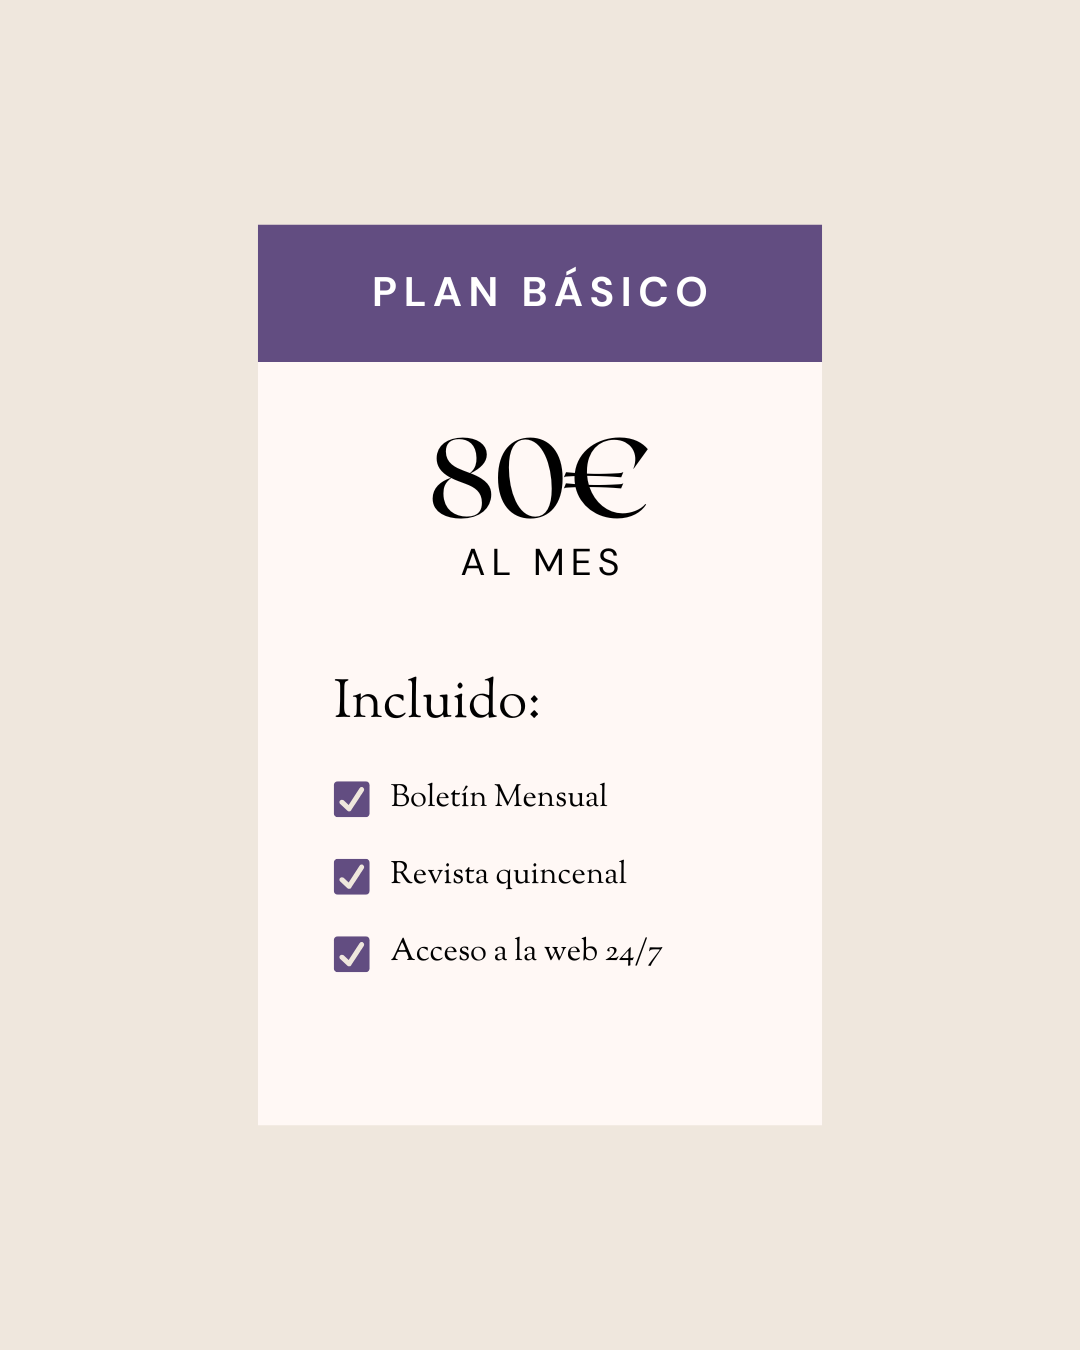 PLAN BÁSICO
80€
AL MES
Incluido:
Boletín Mensual
Revista quincenal
Acceso a la web 24/7